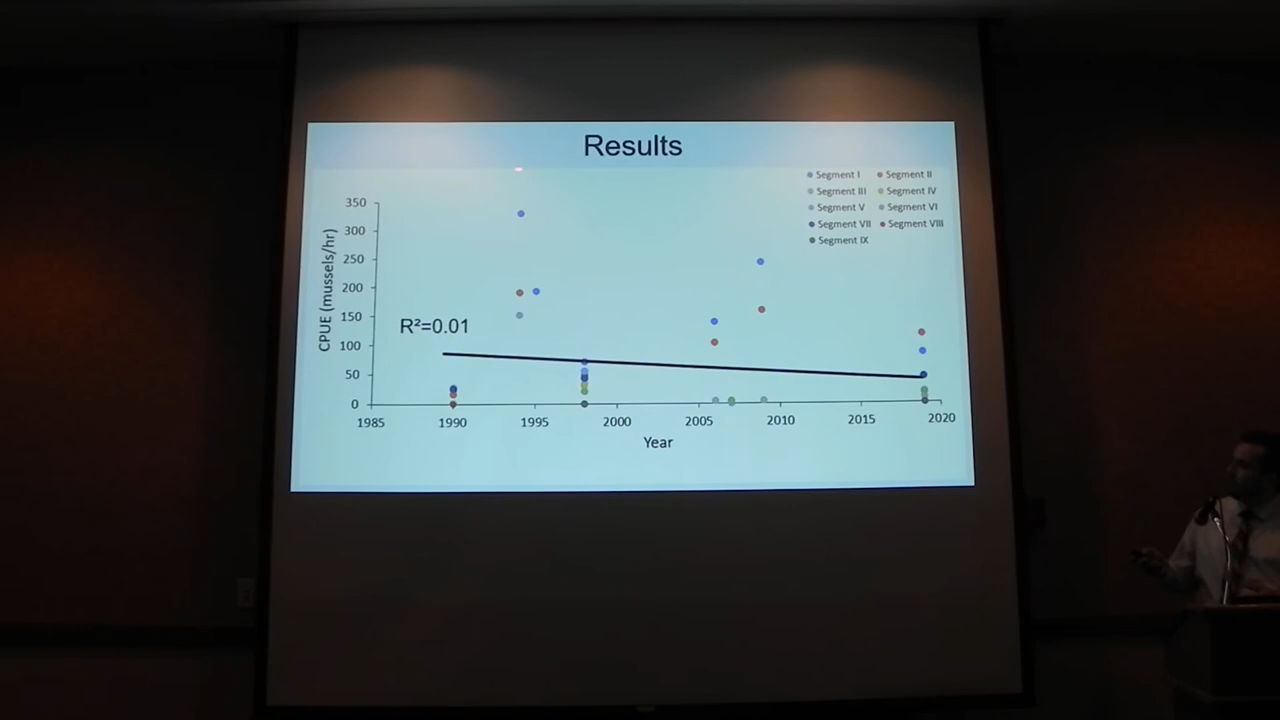 Results
Segment I
Segment II
Segment III
Segment IV
Segment V
Segment VI
Segment VII
Segment VIII
Segment IX
CPUE (mussels/hr)
350
300
250
200
150
100
50
0
R²=0.01
1985 1990 1995 2000 2005 2010 2015 2020
Year